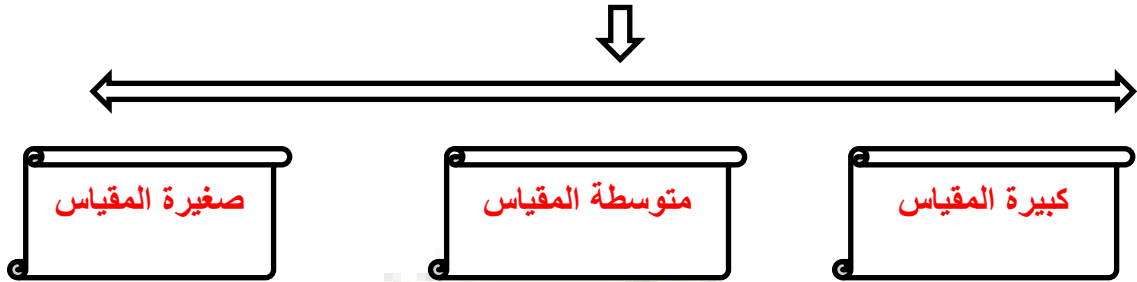 كبيرة المقياس
متوسطة المقياس
صغيرة المقياس